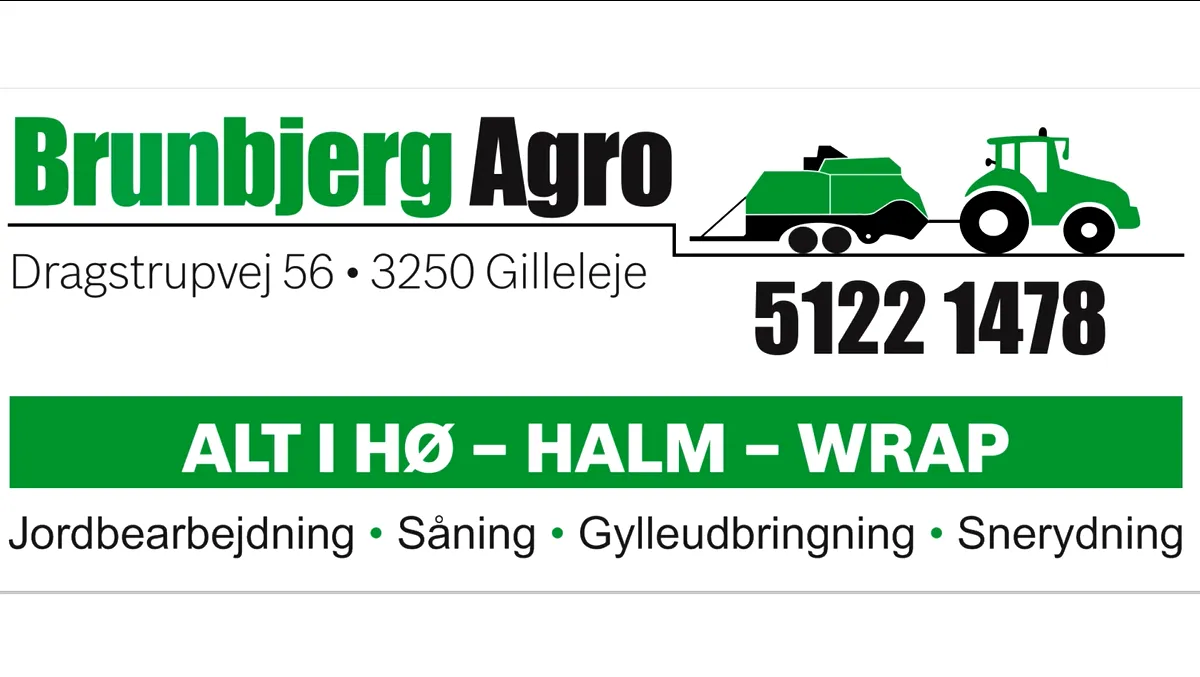 Brunbjerg Agro
Dragstrupvej 56 • 3250 Gilleleje
5122 1478
ALT I HØ – HALM – WRAP
Jordbearbejdning • Såning • Gylleudbringning • Snerydning